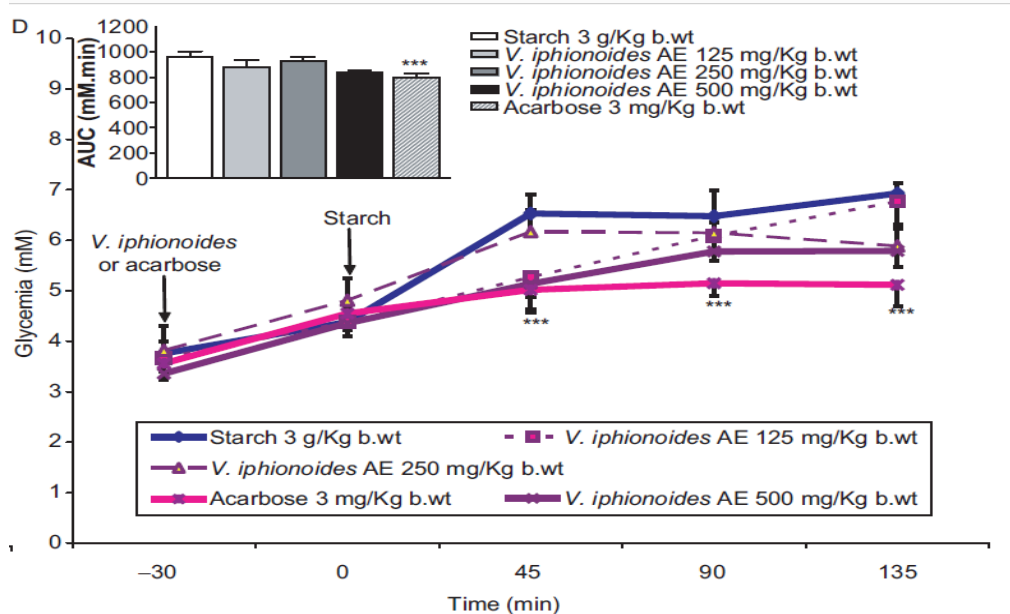 D
1200
1000
800
600
400
200
0
AUC (mM.min)
***
Starch 3 g/Kg b.wt
V. iphionoides AE 125 mg/Kg b.wt
V. iphionoides AE 250 mg/Kg b.wt
V. iphionoides AE 500 mg/Kg b.wt
Acarbose 3 mg/Kg b.wt
10
9
8
7
6
5
4
3
2
1
0
Glycemia (mM)
V. iphionoides
or acarbose
Starch
***
***
***
Starch 3 g/Kg b.wt
V. iphionoides AE 125 mg/Kg b.wt
V. iphionoides AE 250 mg/Kg b.wt
Acarbose 3 mg/Kg b.wt
V. iphionoides AE 500 mg/Kg b.wt
–30
0
45
90
135
Time (min)